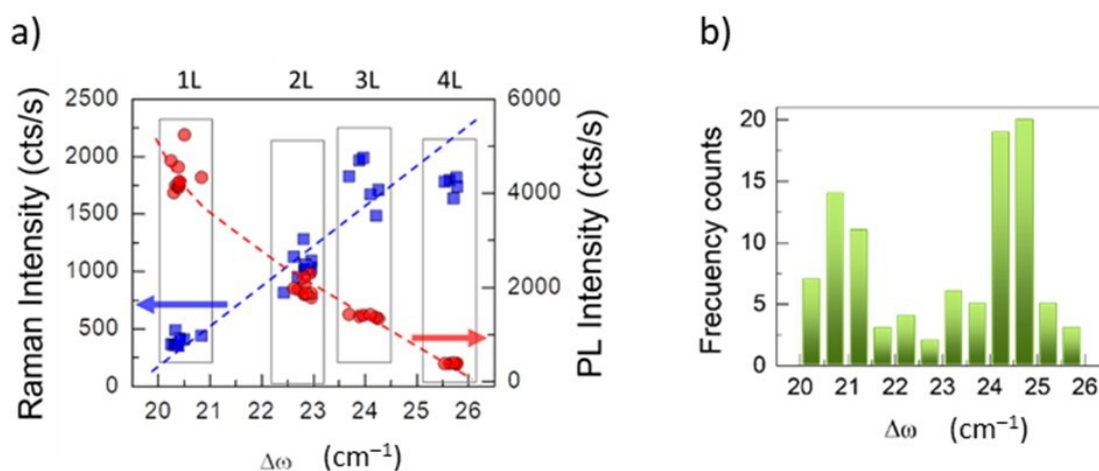 a)
1L 2L 3L 4L
Raman Intensity (cts/s)
2500
2000
1500
1000
500
0
6000
4000
2000
0
PL Intensity (cts/s)
20 21 22 23 24 25 26
Δω (cm⁻¹)
b)
Frecuency counts
20
15
10
5
0
20 21 22 23 24 25 26
Δω (cm⁻¹)